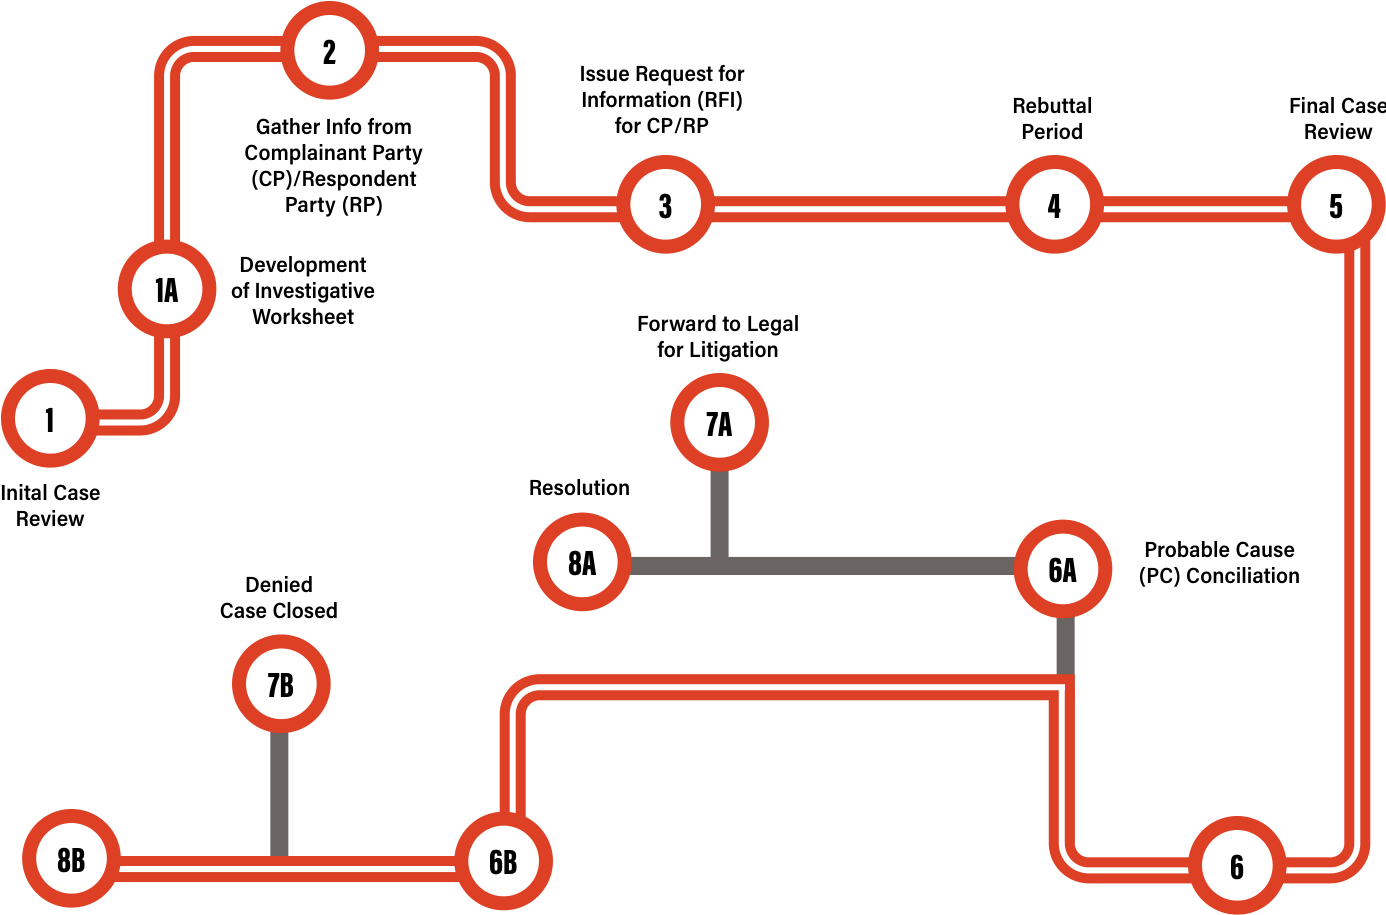 2
Gather Info from
Complainant Party
(CP)/Respondent
Party (RP)
Issue Request for
Information (RFI)
for CP/RP
3
Rebuttal
Period
4
Final Case
Review
5
1A
Development
of Investigative
Worksheet
1
Inital Case
Review
Forward to Legal
for Litigation
7A
Resolution
8A
6A
Probable Cause
(PC) Conciliation
Denied
Case Closed
7B
8B
6B
6